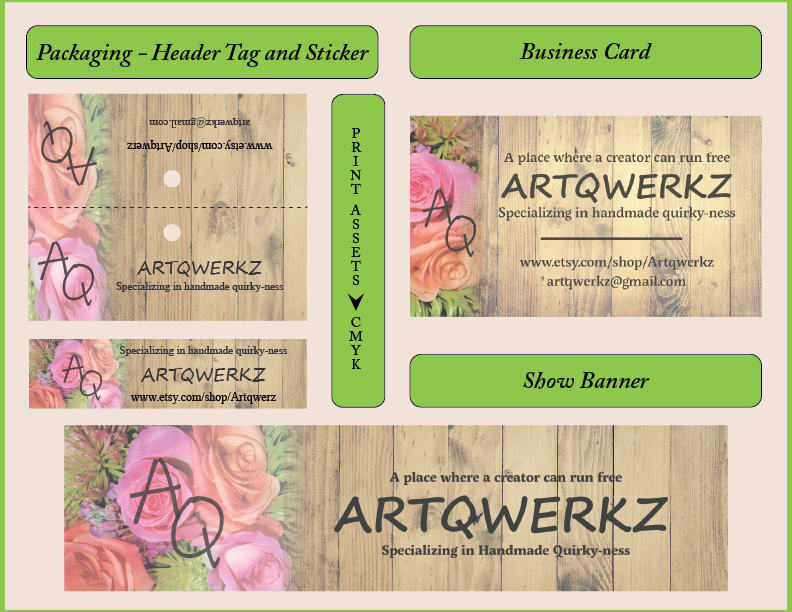 Packaging - Header Tag and Sticker
artqwerkz@gmail.com
www.etsy.com/shop/Artqwerz
AQ
AQ
ARTQWERKZ
Specializing in handmade quirky-ness
Specializing in handmade quirky-ness
AQ
ARTQWERKZ
www.etsy.com/shop/Artqwerz
PRINT ASSETS
CMYK
Business Card
A place where a creator can run free
ARTQWERKZ
AQ
Specializing in handmade quirky-ness
www.etsy.com/shop/Artqwerkz
artqwerkz@gmail.com
Show Banner
A place where a creator can run free
AQ
ARTQWERKZ
Specializing in Handmade Quirky-ness